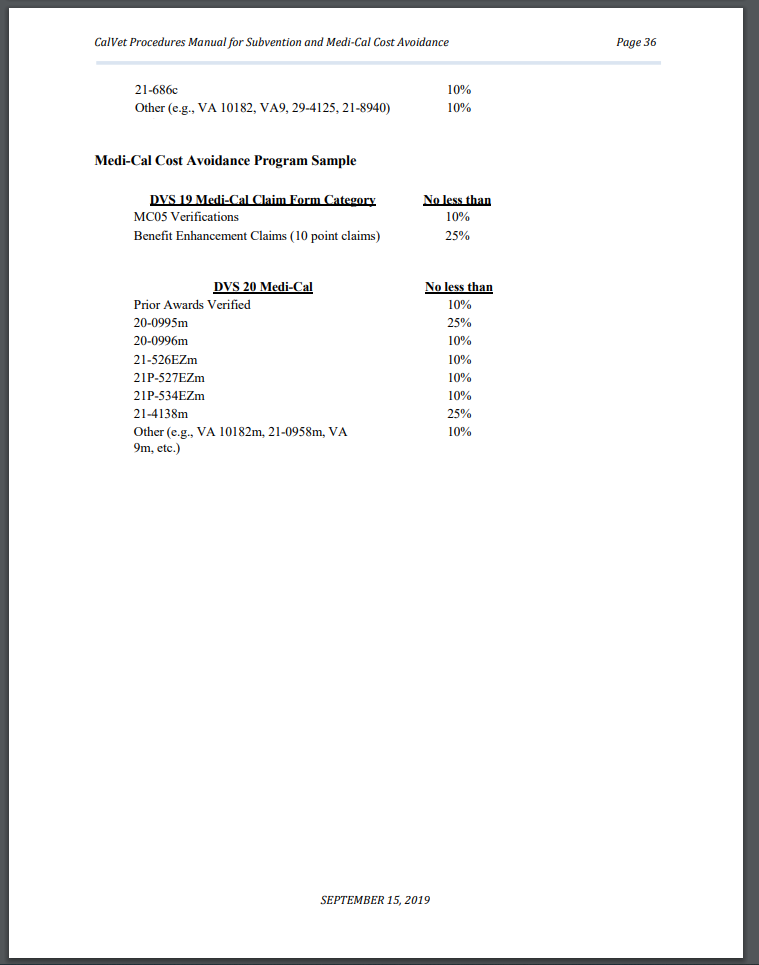 CalVet Procedures Manual for Subvention and Medi-Cal Cost Avoidance Page 36
21-686c 10%
Other (e.g., VA 10182, VA9, 29-4125, 21-8940) 10%
Medi-Cal Cost Avoidance Program Sample
DVS 19 Medi-Cal Claim Form Category No less than
MC05 Verifications 10%
Benefit Enhancement Claims (10 point claims) 25%
DVS 20 Medi-Cal No less than
Prior Awards Verified 10%
20-0995m 25%
20-0996m 10%
21-526EZm 10%
21P-527EZm 10%
21P-534EZm 10%
21-4138m 25%
Other (e.g., VA 10182m, 21-0958m, VA 10%
9m, etc.)
SEPTEMBER 15, 2019